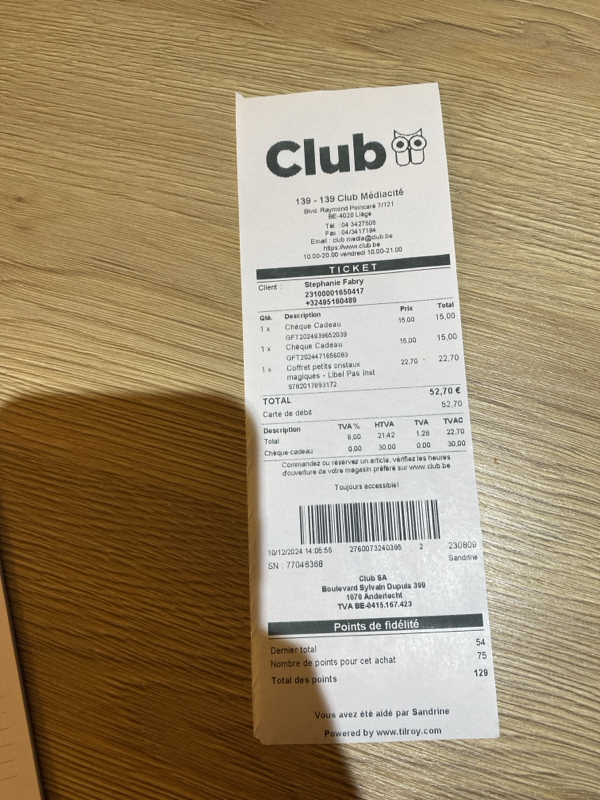 Club
139 - 139 Club Médiacité
Blvd. Raymond Poincaré 7/121
BE-4020 Liège
Tél. : 04 3427505
Fax : 04/3417184
Email : club.media@club.be
https://www.club.be
10.00-20.00 vendredi 10.00-21.00
TICKET
Client : Stephanie Fabry
23100001650417
+32495160489
Qté. Description Prix Total
1 x Chèque Cadeau 15,00 15,00
GFT2024939652039
1 x Chèque Cadeau 15,00 15,00
GFT2024471656063
1 x Coffret petits cristaux 22,70 22,70
magiques - Libel Pas Inst
9782017893172
TOTAL 52,70 €
Carte de débit 52,70
Description TVA % HTVA TVA TVAC
Total 6,00 21,42 1,28 22,70
Chèque-cadeau 0,00 30,00 0,00 30,00
Commandez ou réservez un article, vérifiez les heures
d'ouverture de votre magasin préféré sur www.club.be
Toujours accessible!
10/12/2024 14:05:55 2760073240395 2 230809
SN : 77046368 Sandrine
Club SA
Boulevard Sylvain Dupuis 399
1070 Anderlecht
TVA BE-0415.167.423
Points de fidélité
Dernier total 54
Nombre de points pour cet achat 75
Total des points 129
Vous avez été aidé par Sandrine
Powered by www.tilroy.com